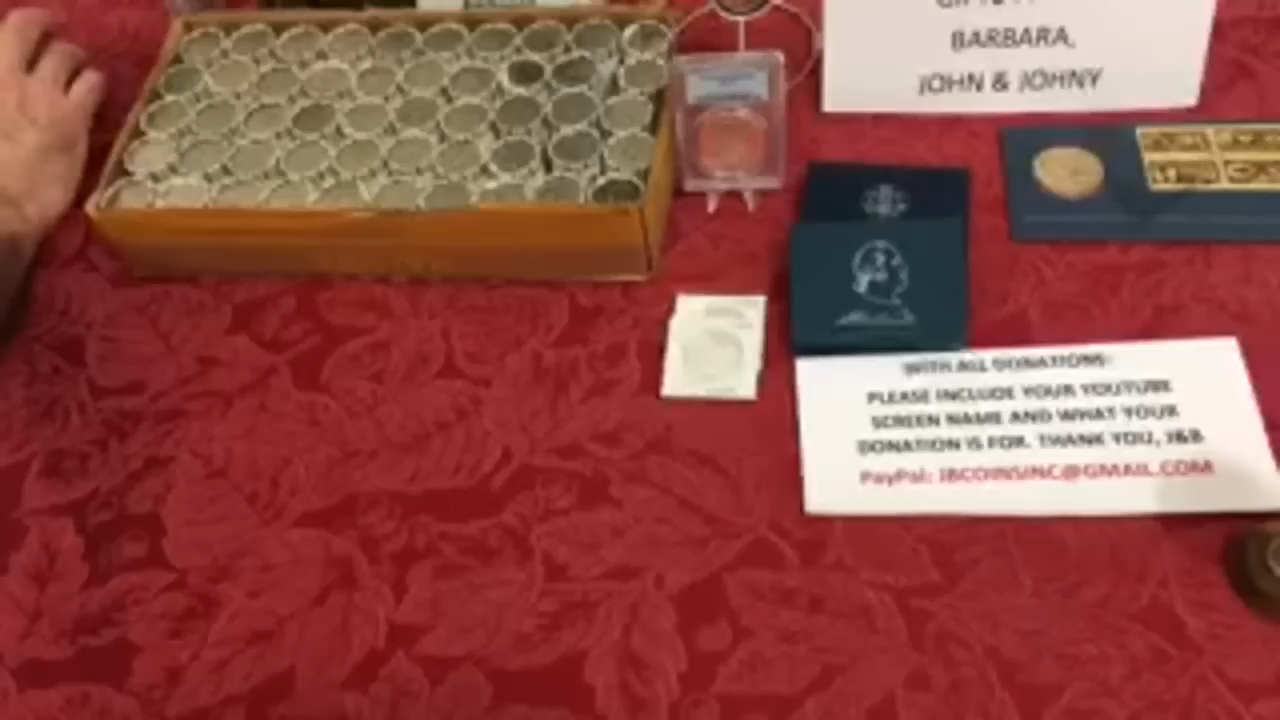 BARBARA,
JOHN & JOHNY
WITH ALL DONATIONS:
PLEASE INCLUDE YOUR YOUTUBE
SCREEN NAME AND WHAT YOUR
DONATION IS FOR. THANK YOU, J&B
PayPal: JBCOINSINC@GMAIL.COM